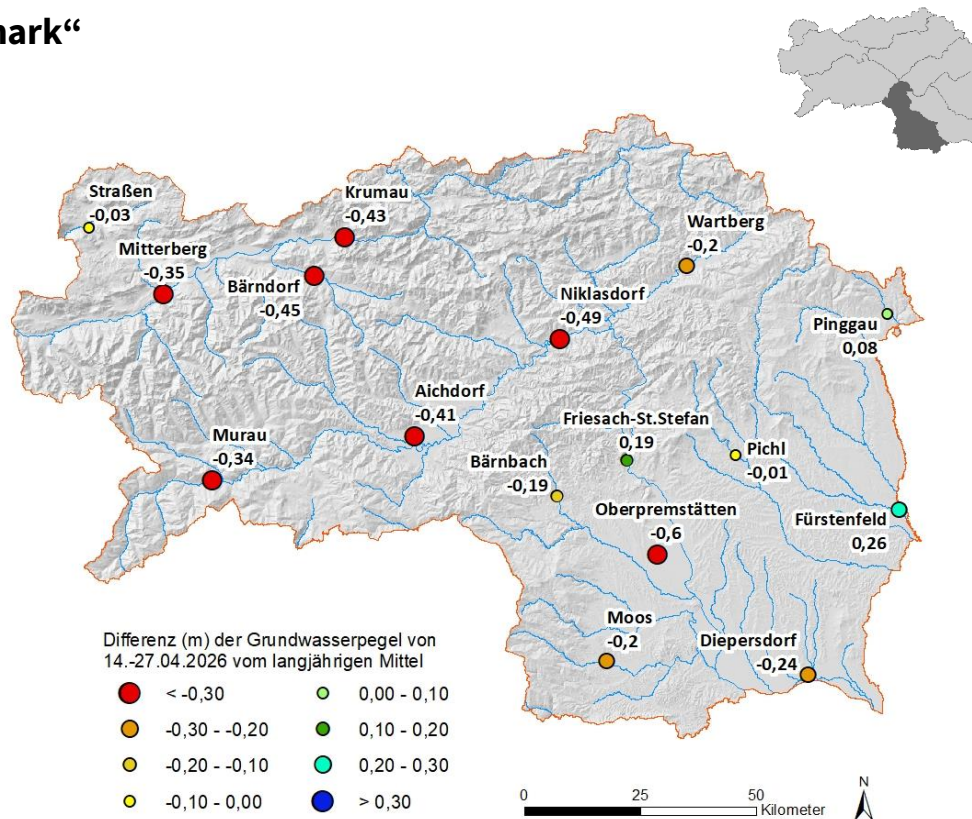 nark“
Straßen
-0,03
Krumau
-0,43
Wartberg
-0,2
Mitterberg
-0,35
Bärndorf
-0,45
Niklasdorf
-0,49
Pinggau
0,08
Aichdorf
-0,41
Friesach-St.Stefan
0,19
Murau
-0,34
Bärnbach
-0,19
Pichl
-0,01
Oberpremstätten
-0,6
Fürstenfeld
0,26
Moos
-0,2
Diepersdorf
-0,24
Differenz (m) der Grundwasserpegel von
14.-27.04.2026 vom langjährigen Mittel
< -0,30
-0,30 - -0,20
-0,20 - -0,10
-0,10 - 0,00
0,00 - 0,10
0,10 - 0,20
0,20 - 0,30
> 0,30
0 25 50
Kilometer
N